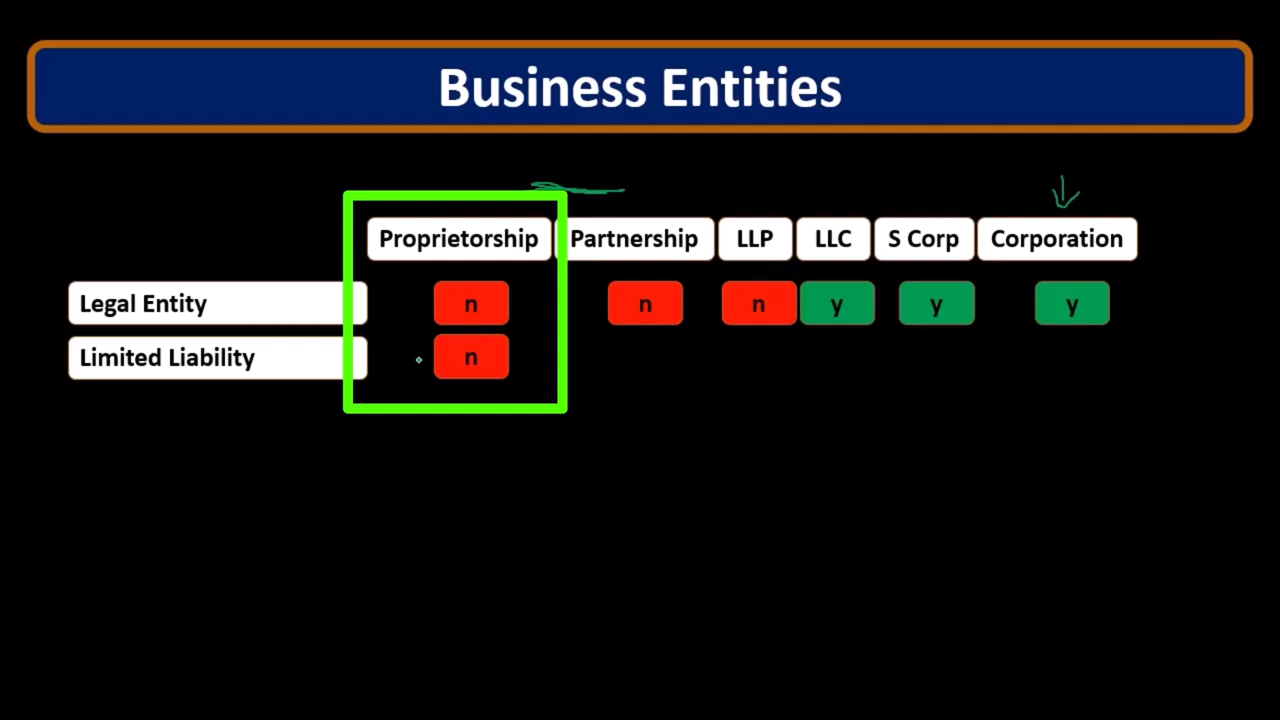 Business Entities
Proprietorship Partnership LLP LLC S Corp Corporation
Legal Entity n n n y y y
Limited Liability n